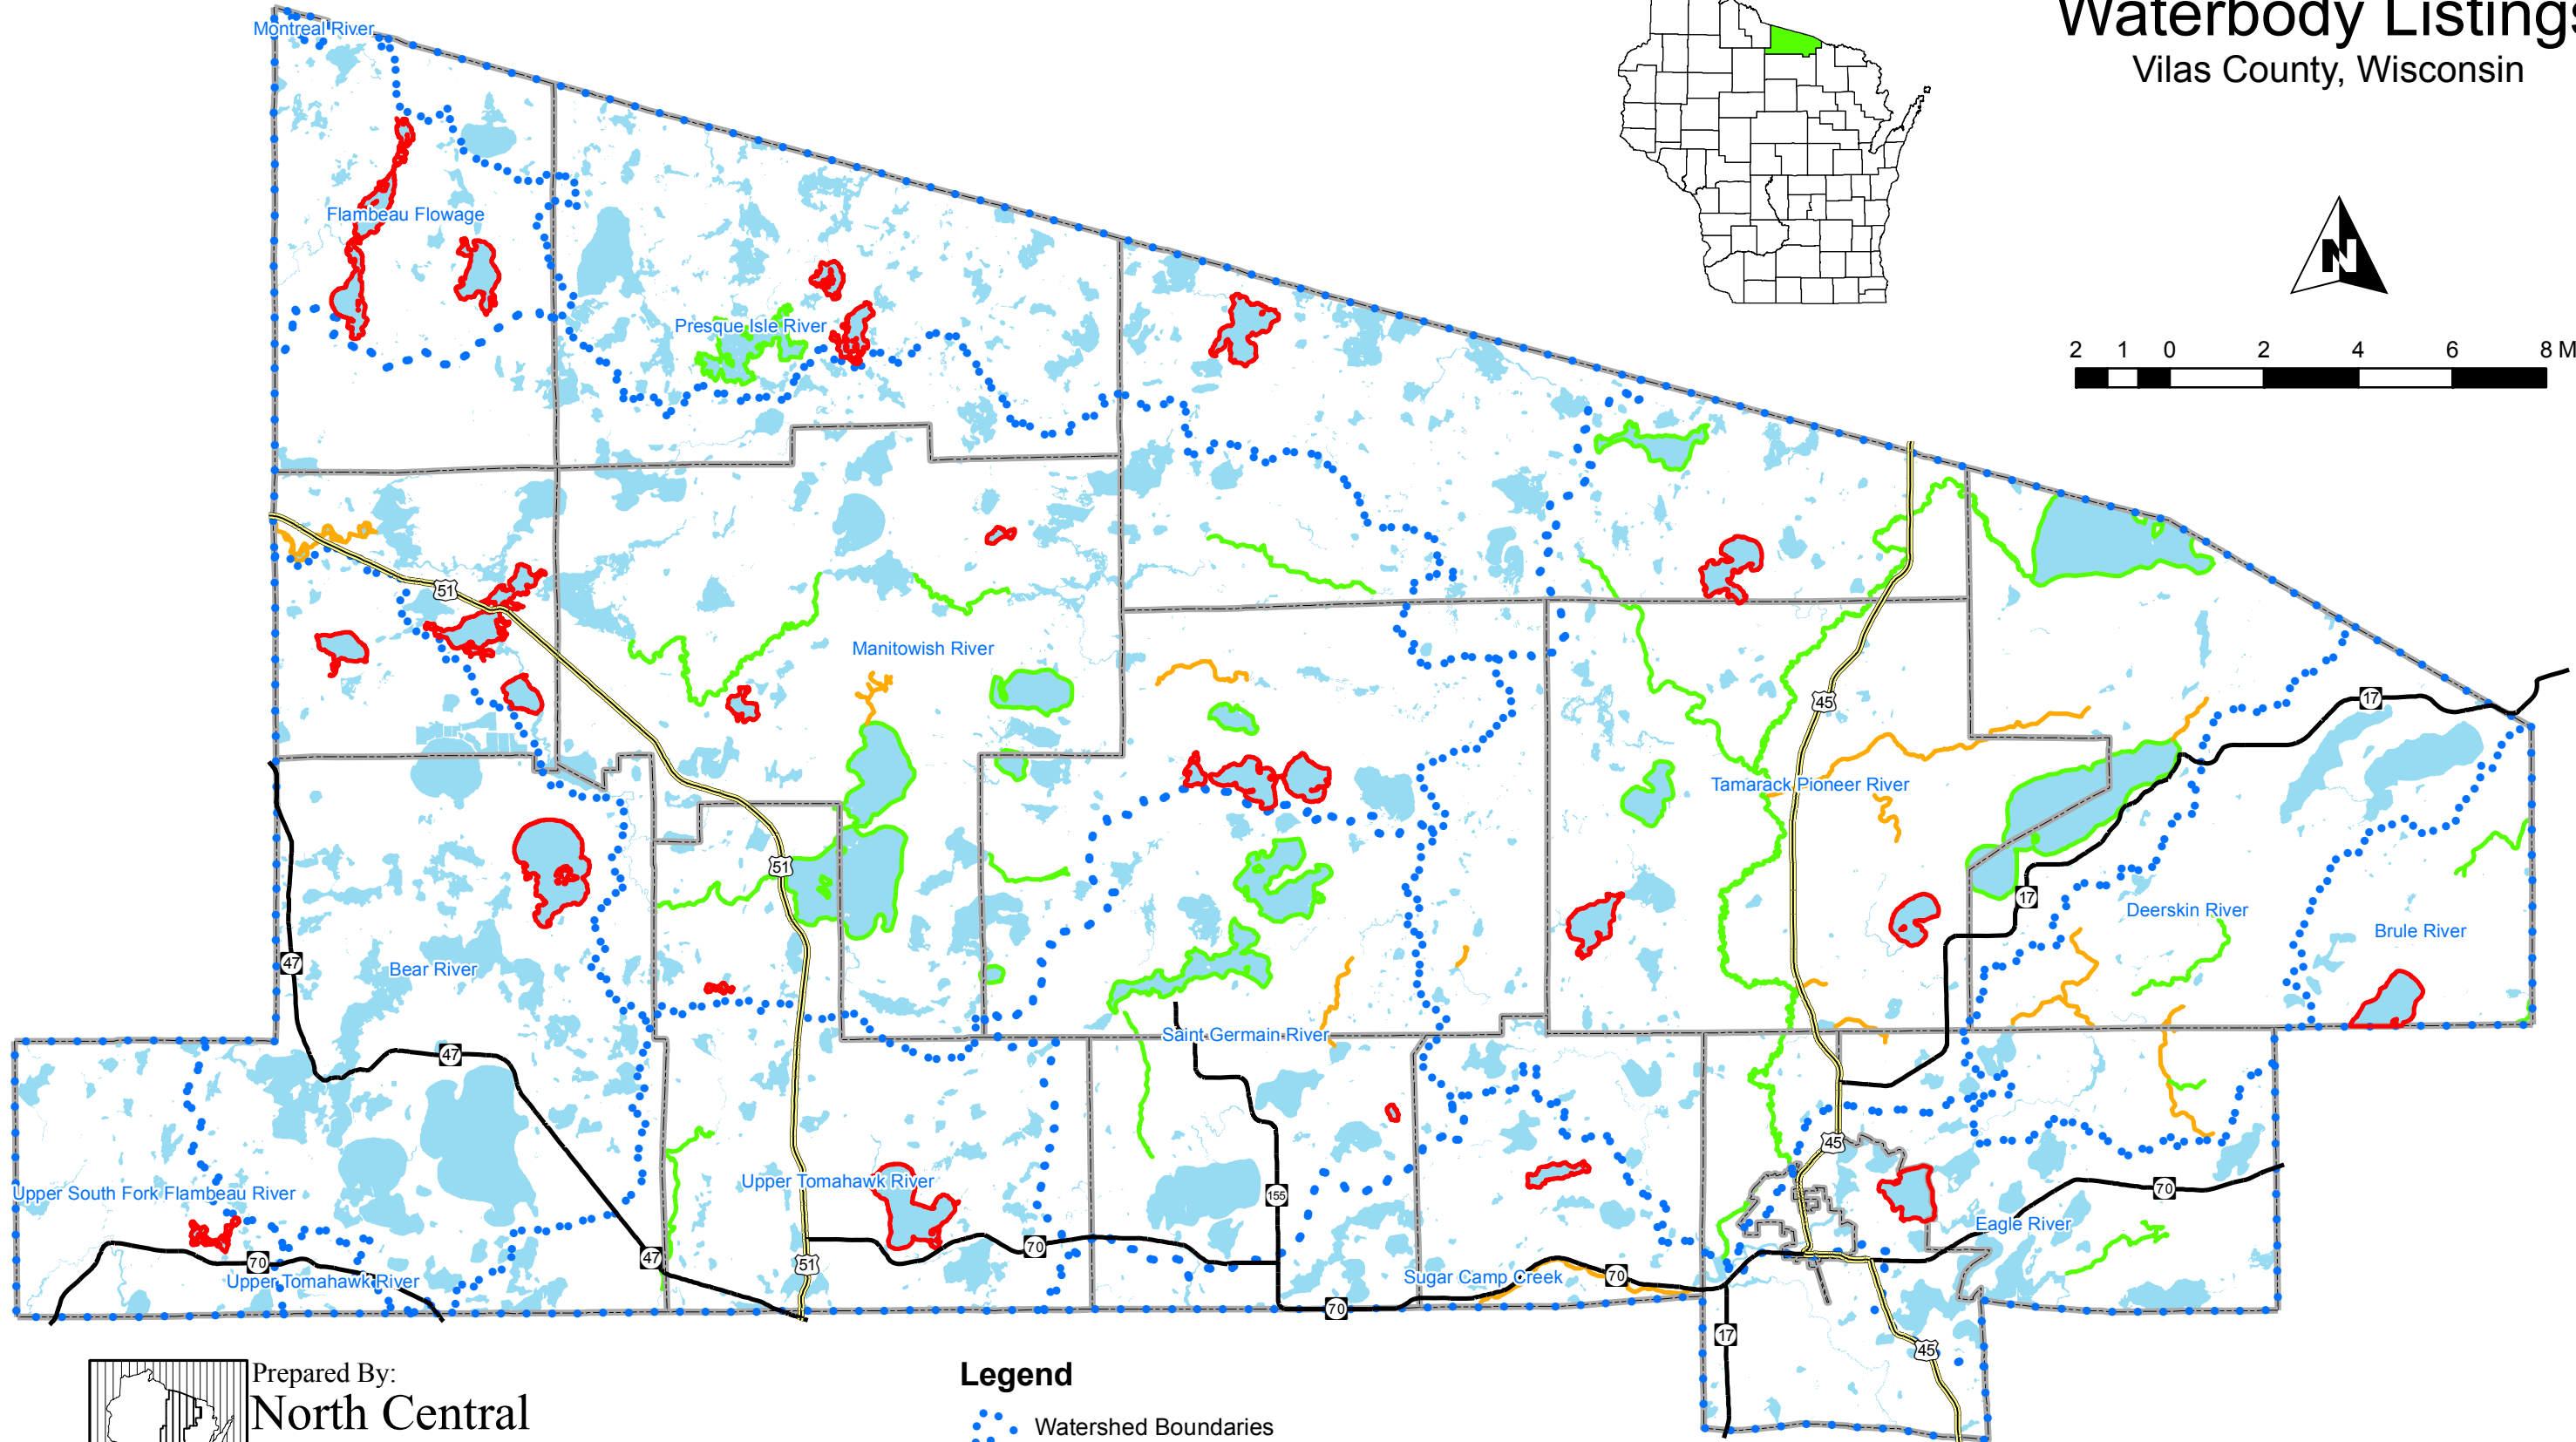 Waterbody Listings
Vilas County, Wisconsin
N
2 1 0 2 4 6 8 M
Montreal River
Flambeau Flowage
Presque Isle River
51
Manitowish River
45
17
Tamarack Pioneer River
51
17
Deerskin River
Brule River
47
Bear River
Saint Germain River
47
45
Upper Tomahawk River
155
70
Upper South Fork Flambeau River
Eagle River
70
47
70
51
Upper Tomahawk River
Sugar Camp Creek
70
70
17
45
Prepared By:
North Central
Legend
Watershed Boundaries